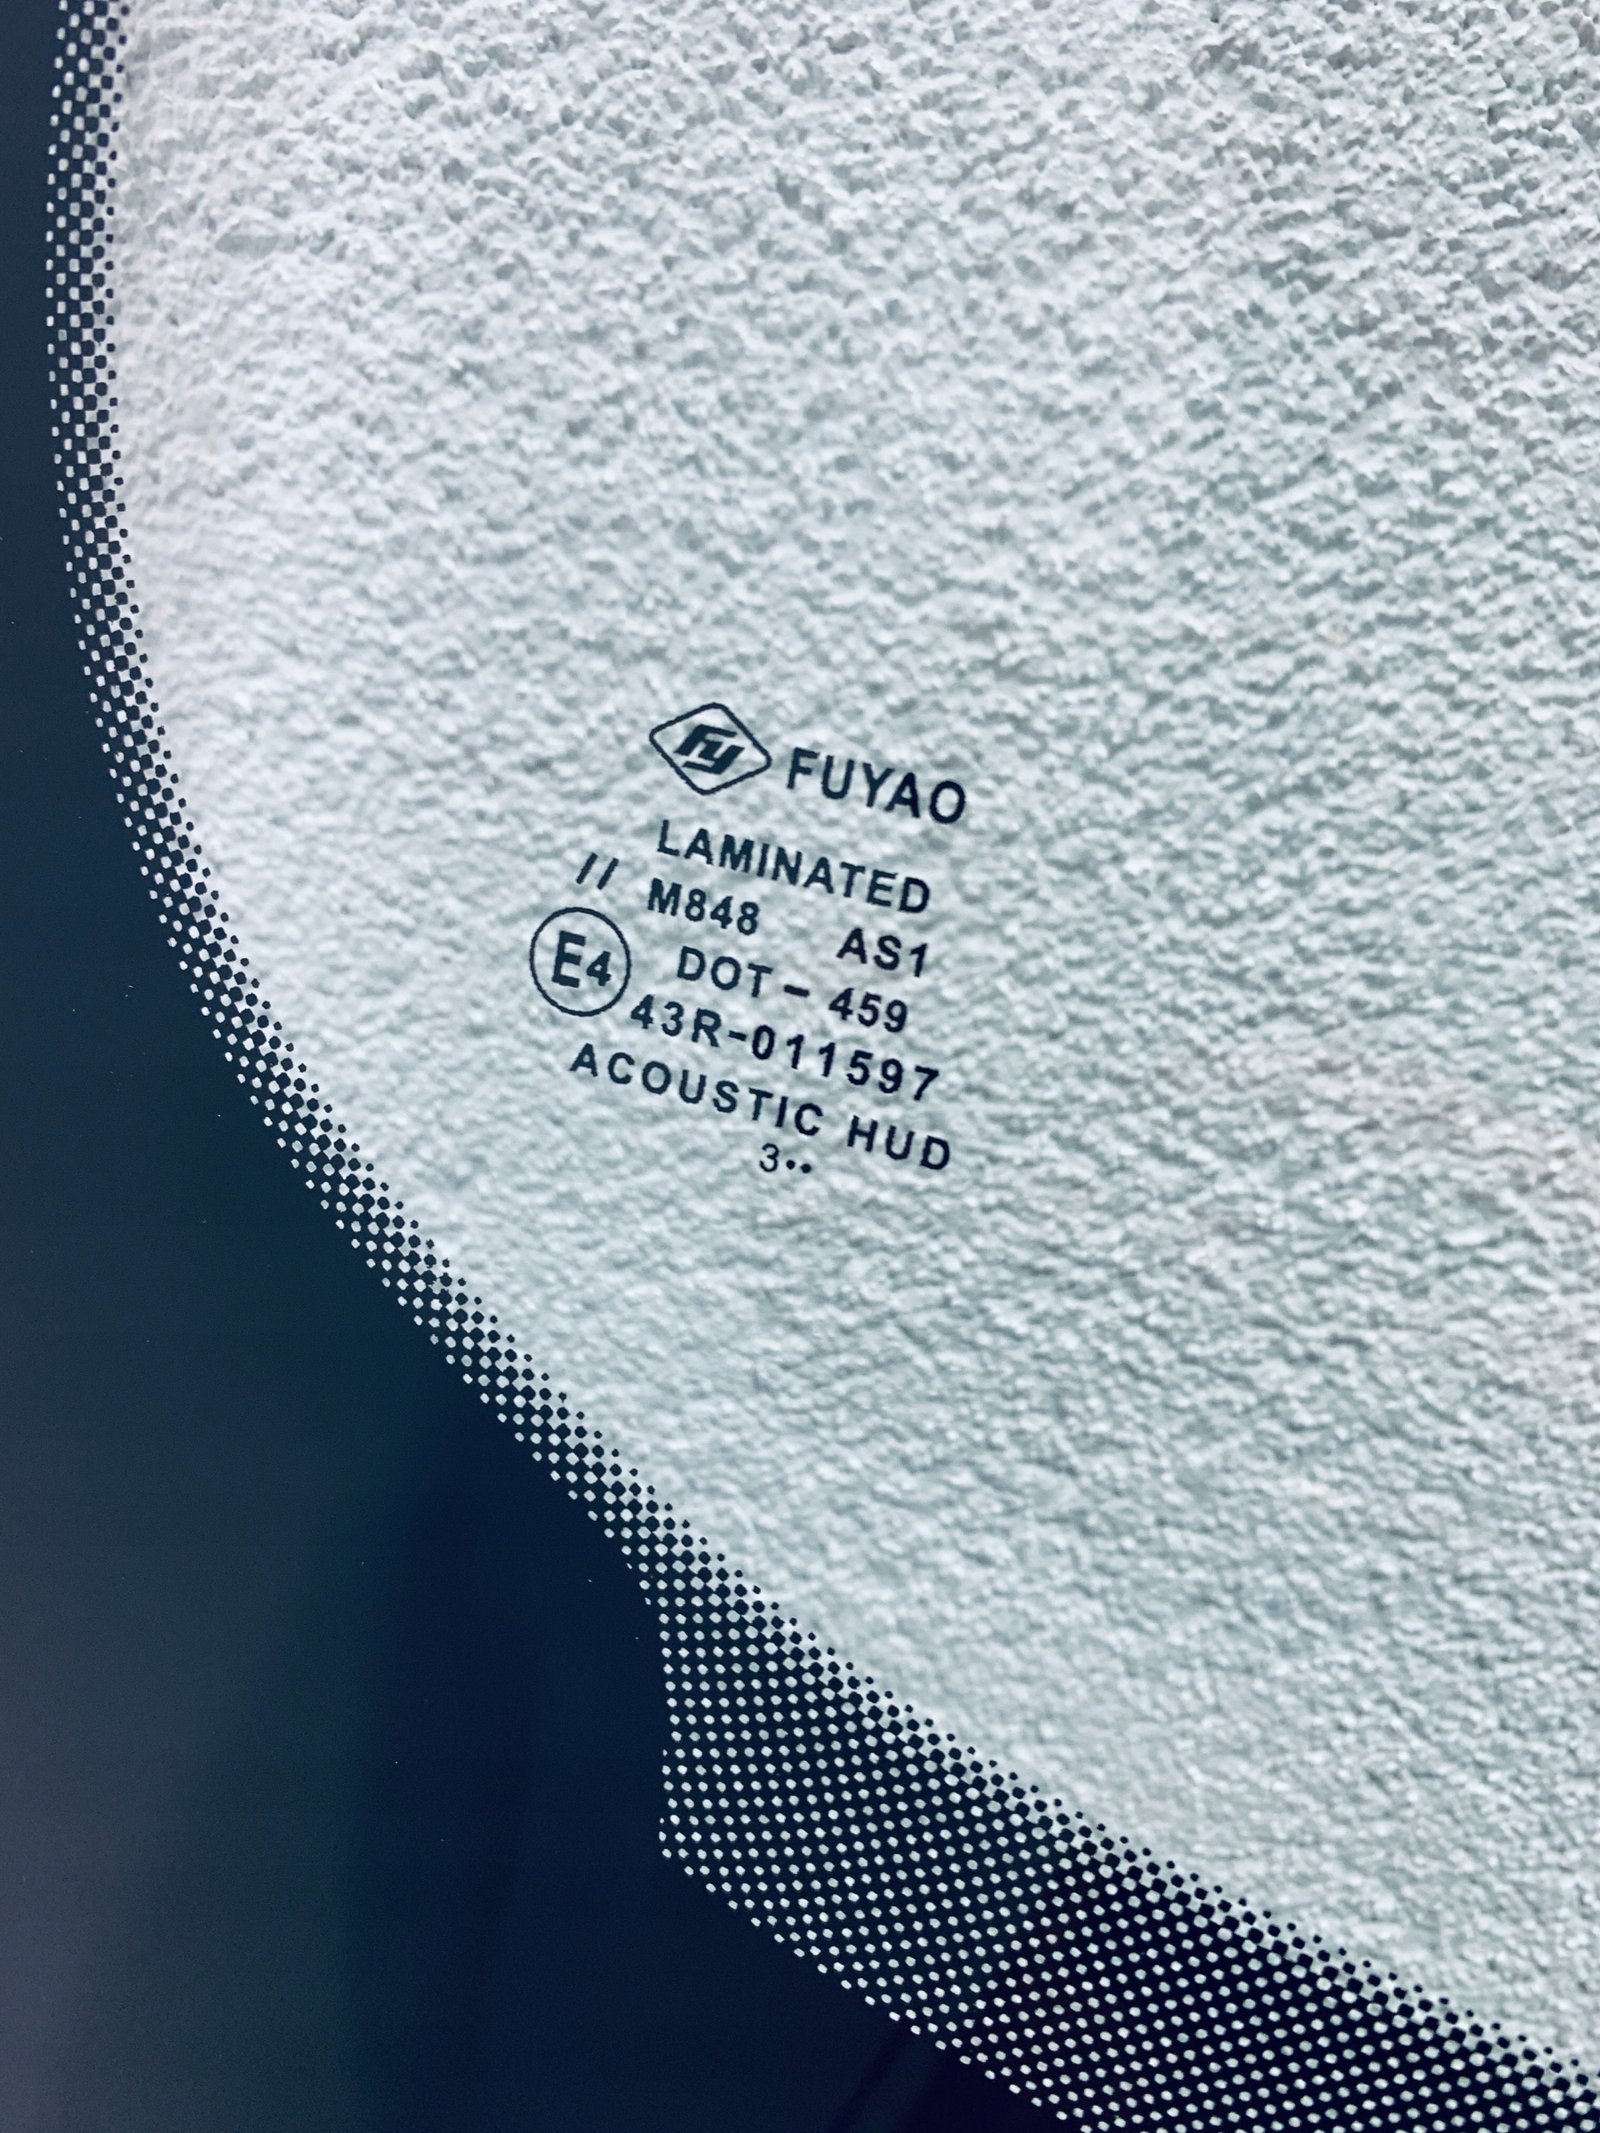 fy FUYAO
LAMINATED
// M848 AS1
E4 DOT - 459
43R-011597
ACOUSTIC HUD
3••